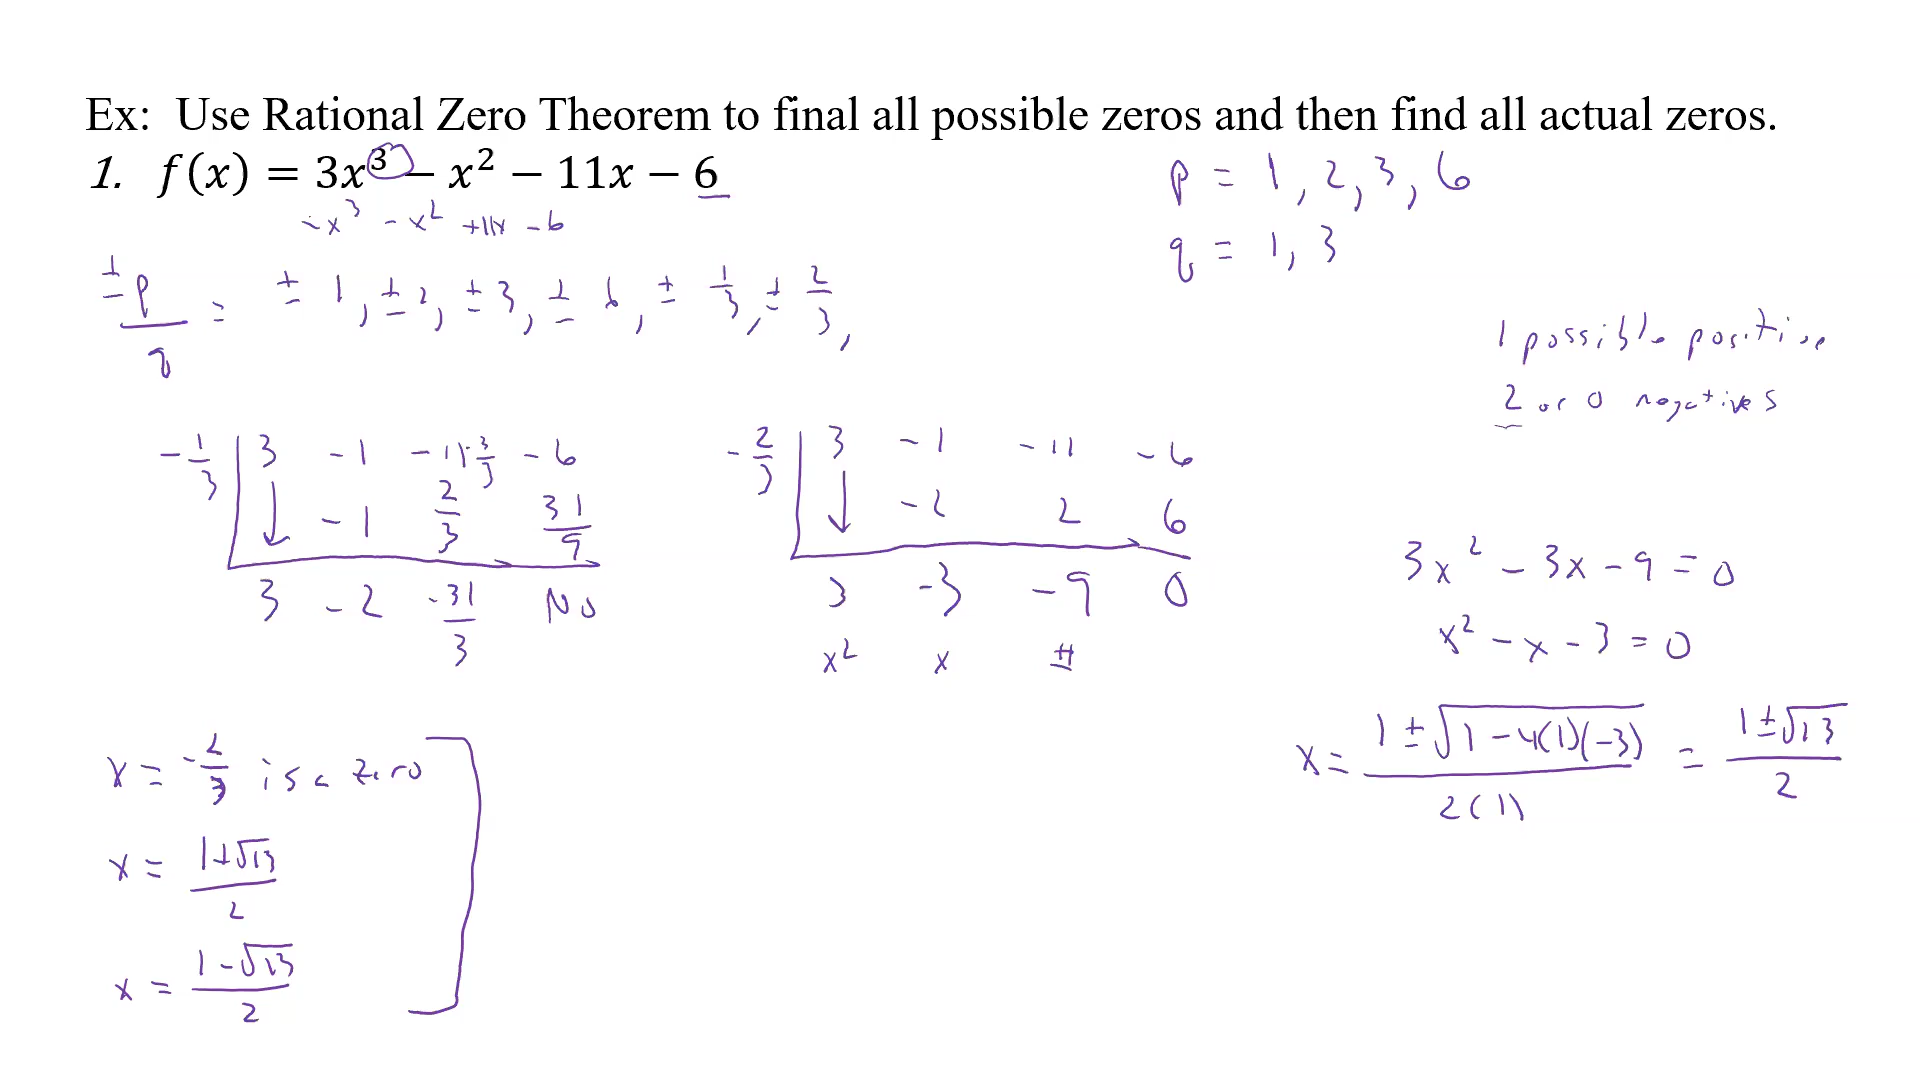 Ex: Use Rational Zero Theorem to final all possible zeros and then find all actual zeros.
1. f(x) = 3x³ − x² − 11x − 6
-x³ - x² +11x - 6
p = 1, 2, 3, 6
q = 1, 3
± p/q = ± 1, ± 2, ± 3, ± 6, ± 1/3, ± 2/3,
1 possible positive
2 or 0 negatives
-1/3 | 3 -1 -11·3/3 -6
-1 2/3 31/9
3 -2 -31/3 No
-2/3 | 3 -1 -11 -6
-2 2 6
3 -3 -9 0
x² x #
3x² - 3x - 9 = 0
x² - x - 3 = 0
x = (1 ± √(1 - 4(1)(-3)))/(2(1)) = (1 ± √13)/2
x = -2/3 is a zero
x = (1+√13)/2
x = (1-√13)/2